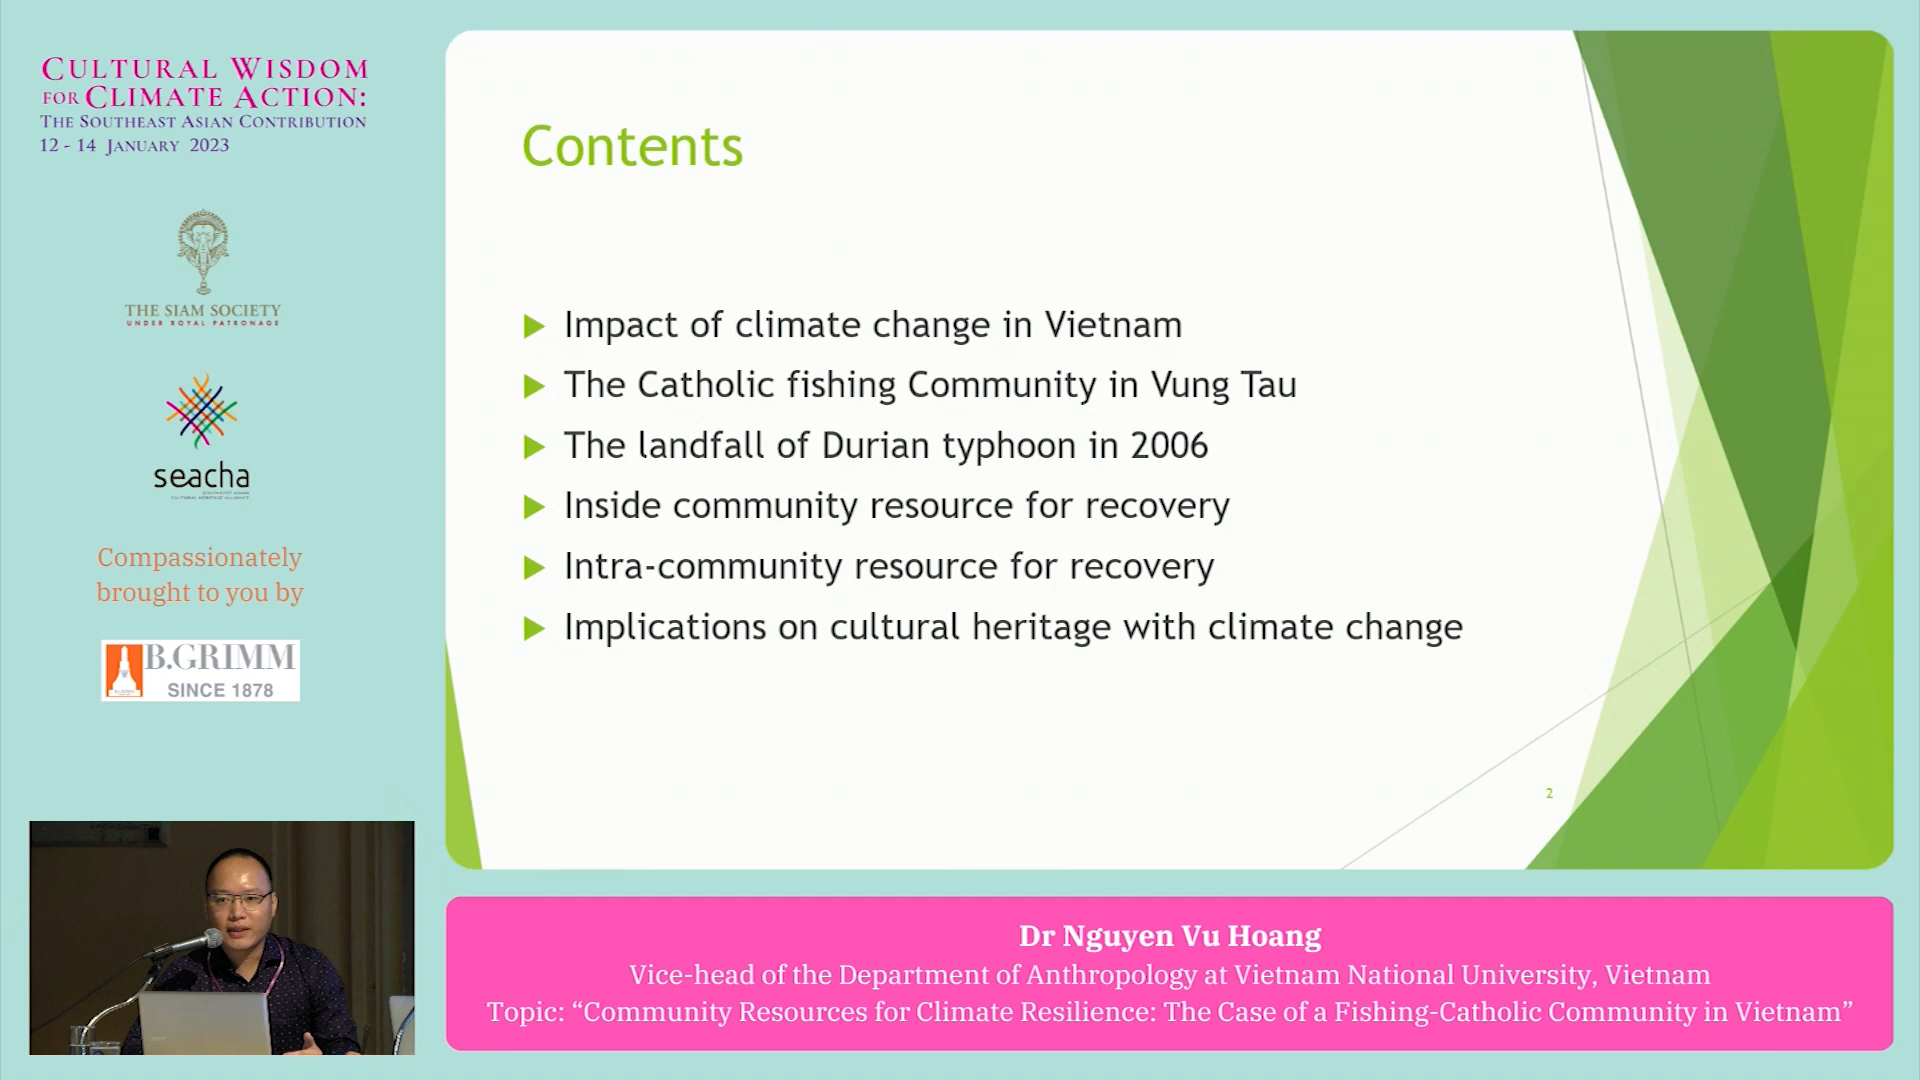 CULTURAL WISDOM
FOR CLIMATE ACTION:
THE SOUTHEAST ASIAN CONTRIBUTION
12 - 14 JANUARY 2023
THE SIAM SOCIETY
UNDER ROYAL PATRONAGE
seacha
SOUTHEAST ASIAN
CULTURAL HERITAGE ALLIANCE
Compassionately
brought to you by
B.GRIMM
SINCE 1878
Contents
Impact of climate change in Vietnam
The Catholic fishing Community in Vung Tau
The landfall of Durian typhoon in 2006
Inside community resource for recovery
Intra-community resource for recovery
Implications on cultural heritage with climate change
2
Dr Nguyen Vu Hoang
Vice-head of the Department of Anthropology at Vietnam National University, Vietnam
Topic: “Community Resources for Climate Resilience: The Case of a Fishing-Catholic Community in Vietnam”